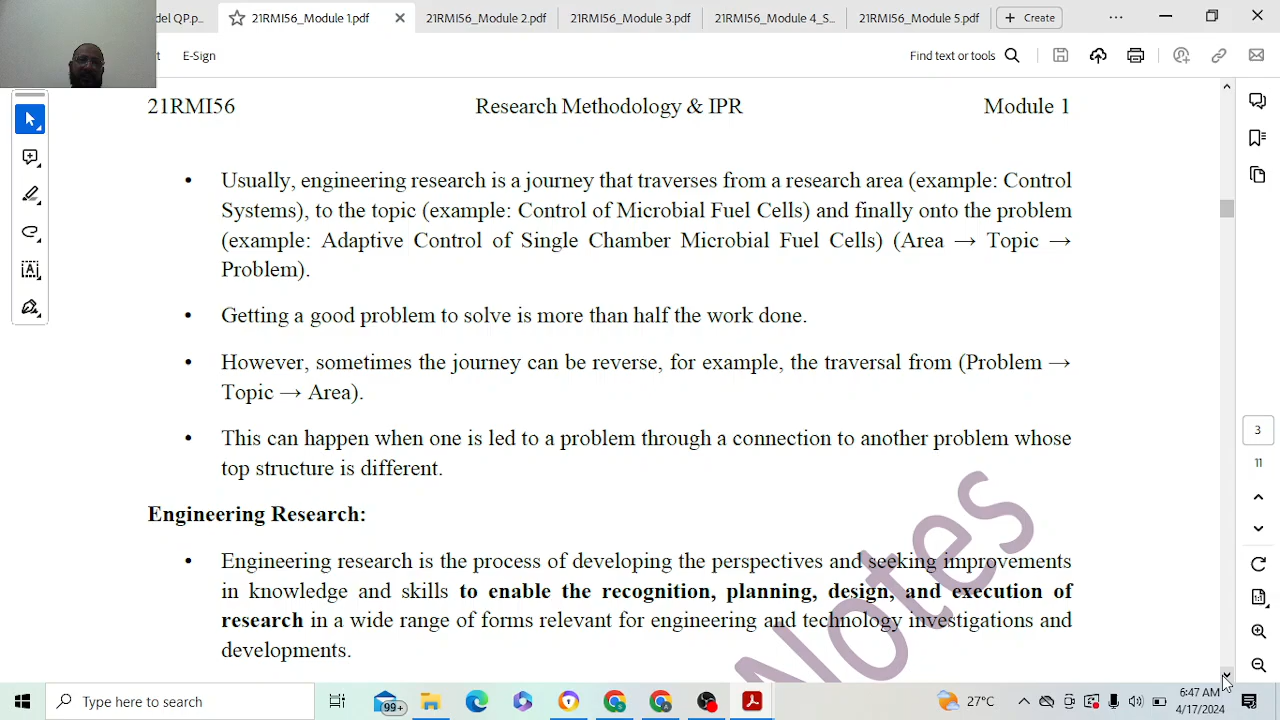 del QP.p...
21RMI56_Module 1.pdf
21RMI56_Module 2.pdf
21RMI56_Module 3.pdf
21RMI56_Module 4_S...
21RMI56_Module 5.pdf
+ Create
t
E-Sign
Find text or tools
21RMI56 Research Methodology & IPR Module 1
• Usually, engineering research is a journey that traverses from a research area (example: Control
Systems), to the topic (example: Control of Microbial Fuel Cells) and finally onto the problem
(example: Adaptive Control of Single Chamber Microbial Fuel Cells) (Area → Topic →
Problem).
• Getting a good problem to solve is more than half the work done.
• However, sometimes the journey can be reverse, for example, the traversal from (Problem →
Topic → Area).
• This can happen when one is led to a problem through a connection to another problem whose
top structure is different.
Engineering Research:
• Engineering research is the process of developing the perspectives and seeking improvements
in knowledge and skills to enable the recognition, planning, design, and execution of
research in a wide range of forms relevant for engineering and technology investigations and
developments.
Notes
3
11
Type here to search
99+
27°C
6:47 AM
4/17/2024